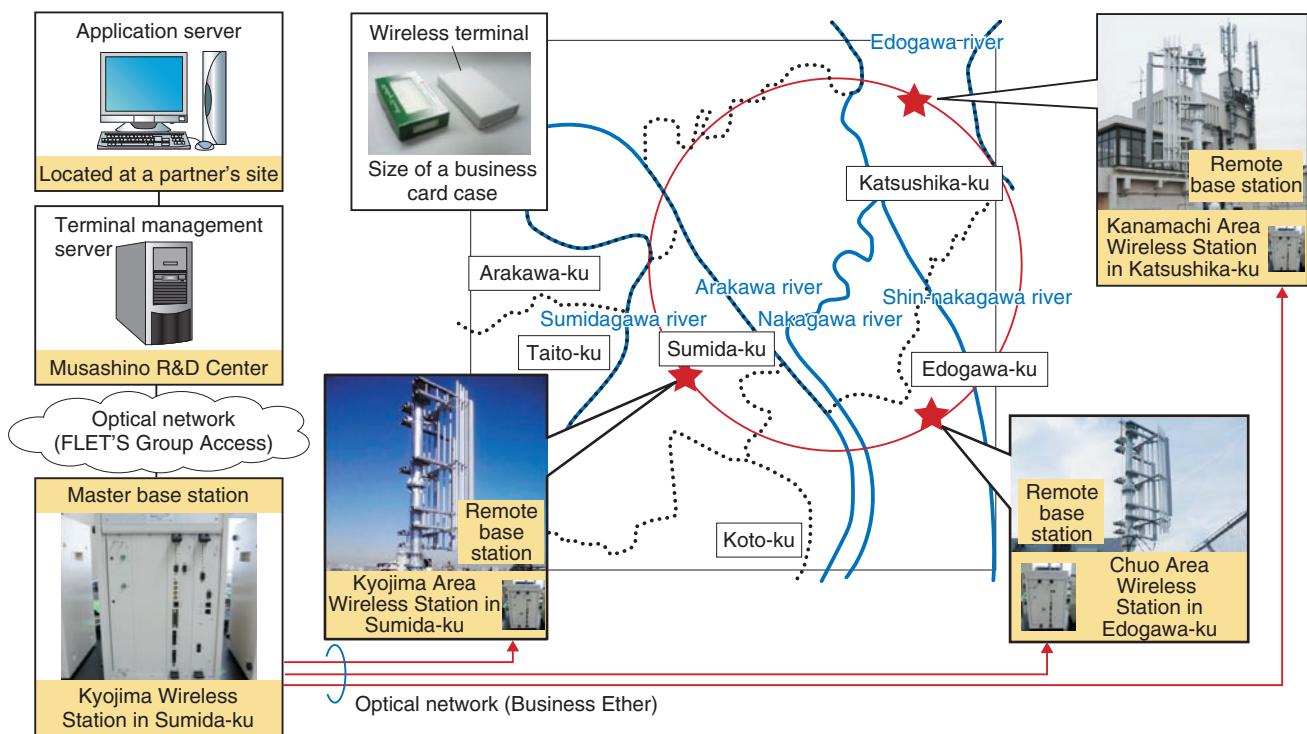 Application server
Located at a partner's site
Terminal management
server
Musashino R&D Center
Optical network
(FLET'S Group Access)
Master base station
Kyojima Wireless
Station in Sumida-ku
Wireless terminal
Size of a business
card case
Edogawa river
Katsushika-ku
Arakawa-ku
Arakawa river
Shin-nakagawa river
Sumidagawa river
Nakagawa river
Taito-ku
Sumida-ku
Edogawa-ku
Koto-ku
Remote
base station
Kanamachi Area
Wireless Station
in Katsushika-ku
Remote
base
station
Kyojima Area
Wireless Station in
Sumida-ku
Remote
base
station
Chuo Area
Wireless
Station in
Edogawa-ku
Optical network (Business Ether)